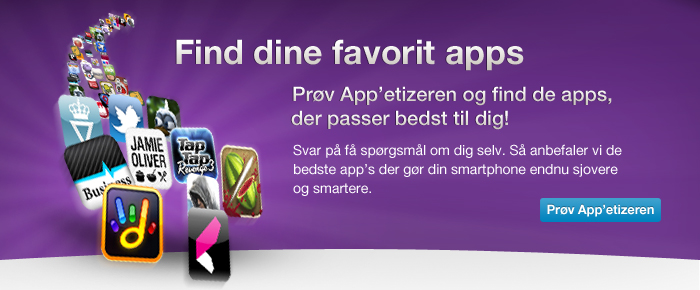 Find dine favorit apps
Prøv App'etizeren og find de apps,
der passer bedst til dig!
Svar på få spørgsmål om dig selv. Så anbefaler vi de
bedste app's der gør din smartphone endnu sjovere
og smartere.
Prøv App'etizeren
JAMIE
OLIVER
Tap
Tap
Revenge3
Business